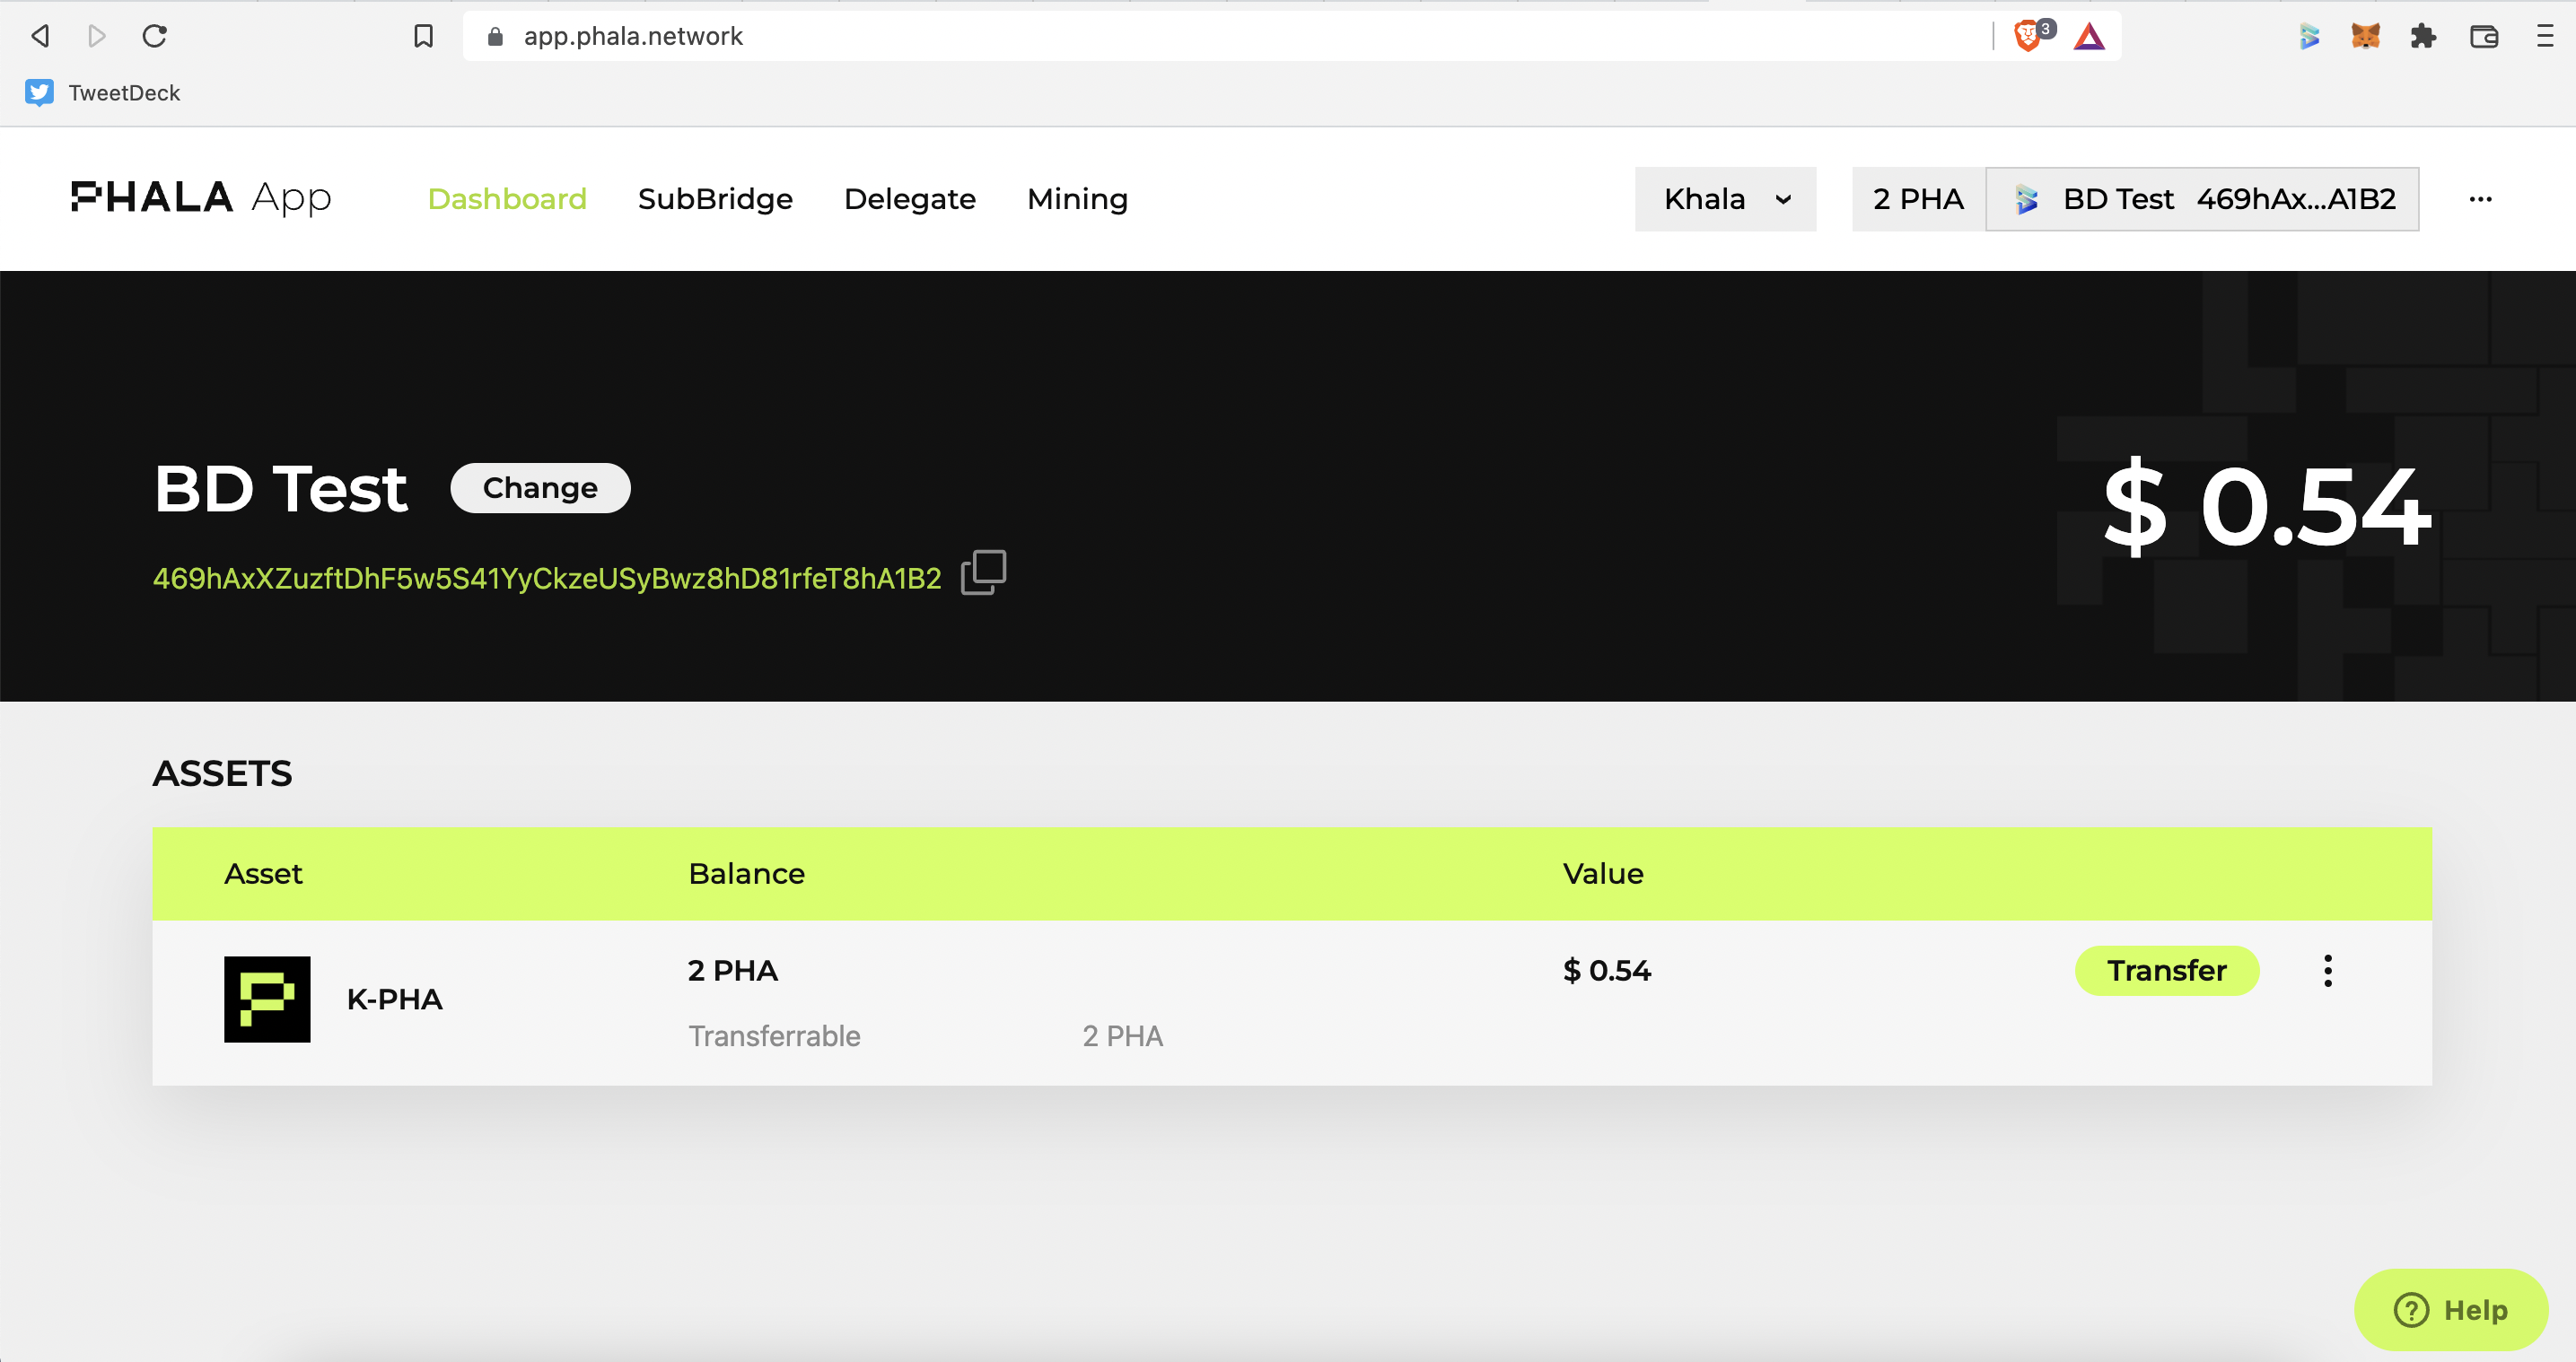 app.phala.network
3
TweetDeck
PHALA App Dashboard SubBridge Delegate Mining Khala 2 PHA BD Test 469hAx...A1B2
BD Test Change
$ 0.54
469hAxXZuzftDhF5w5S41YyCkzeUSyBwz8hD81rfeT8hA1B2
ASSETS
Asset Balance Value
K-PHA 2 PHA $ 0.54 Transfer
Transferrable 2 PHA
Help